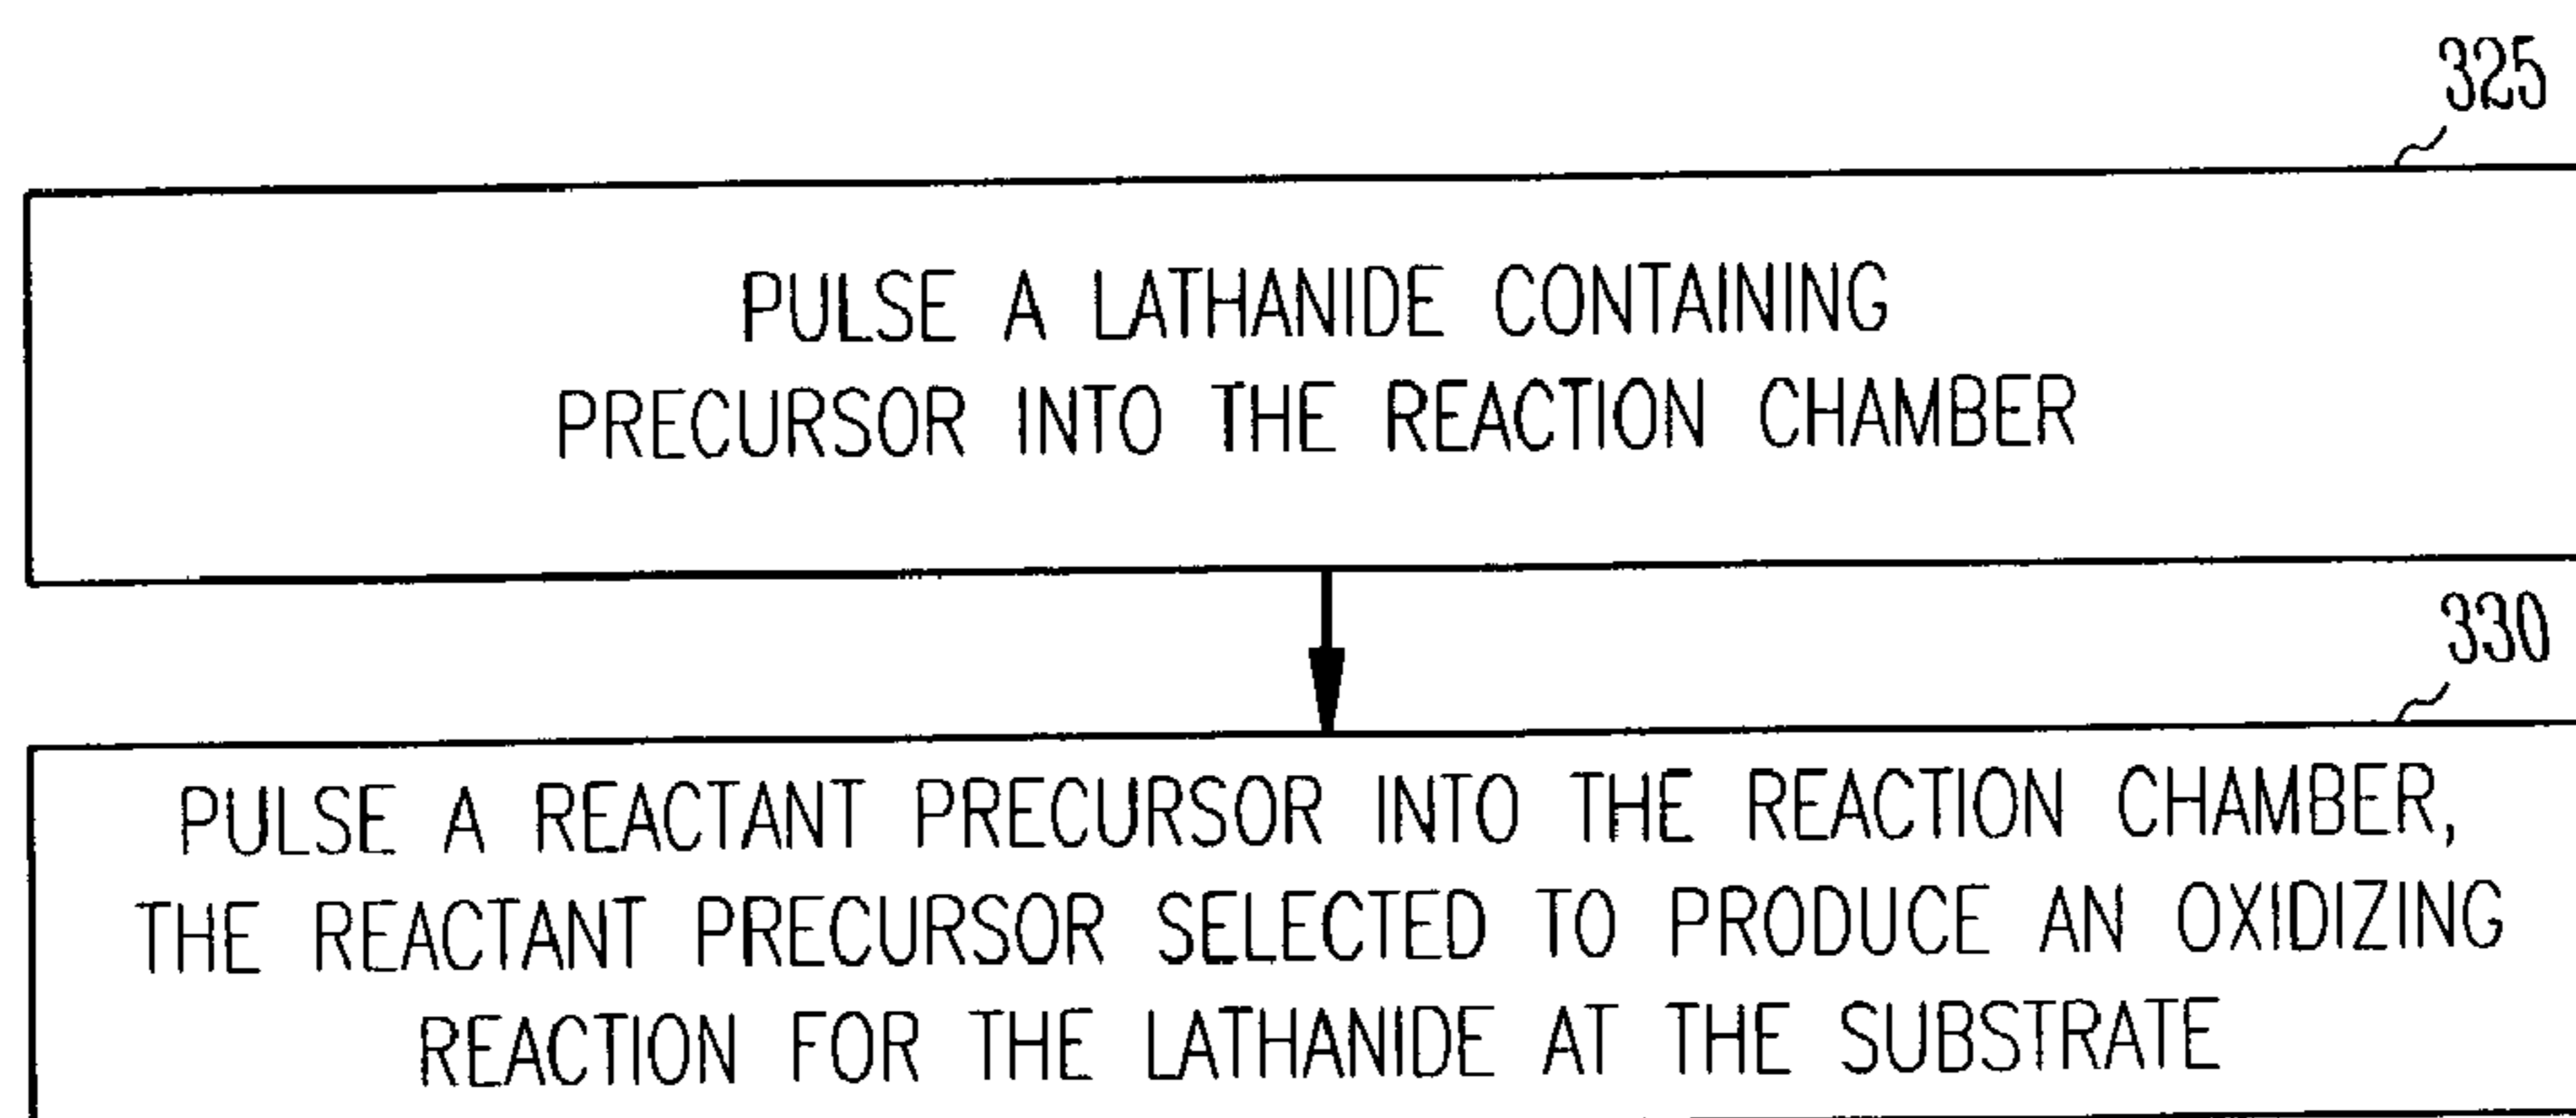 325
PULSE A LATHANIDE CONTAINING
PRECURSOR INTO THE REACTION CHAMBER
330
PULSE A REACTANT PRECURSOR INTO THE REACTION CHAMBER,
THE REACTANT PRECURSOR SELECTED TO PRODUCE AN OXIDIZING
REACTION FOR THE LATHANIDE AT THE SUBSTRATE